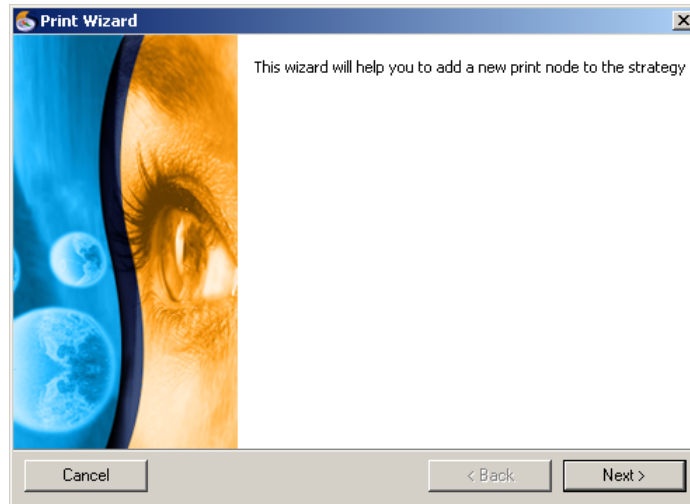 Print Wizard
This wizard will help you to add a new print node to the strategy
Cancel
< Back
Next >